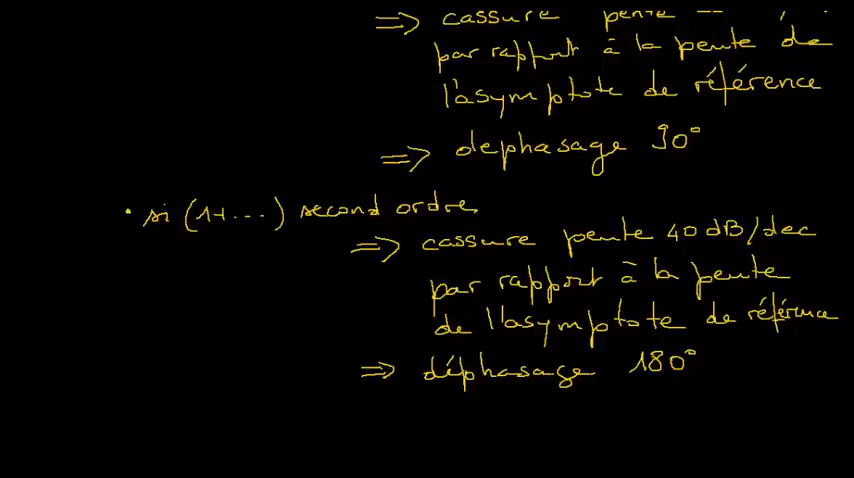 ⇒ cassure pente
par rapport à la pente de
l'asymptote de référence
⇒ dephasage 90°
• si (1+...) second ordre
⇒ cassure pente 40 dB/dec
par rapport à la pente
de l'asymptote de référence
⇒ déphasage 180°